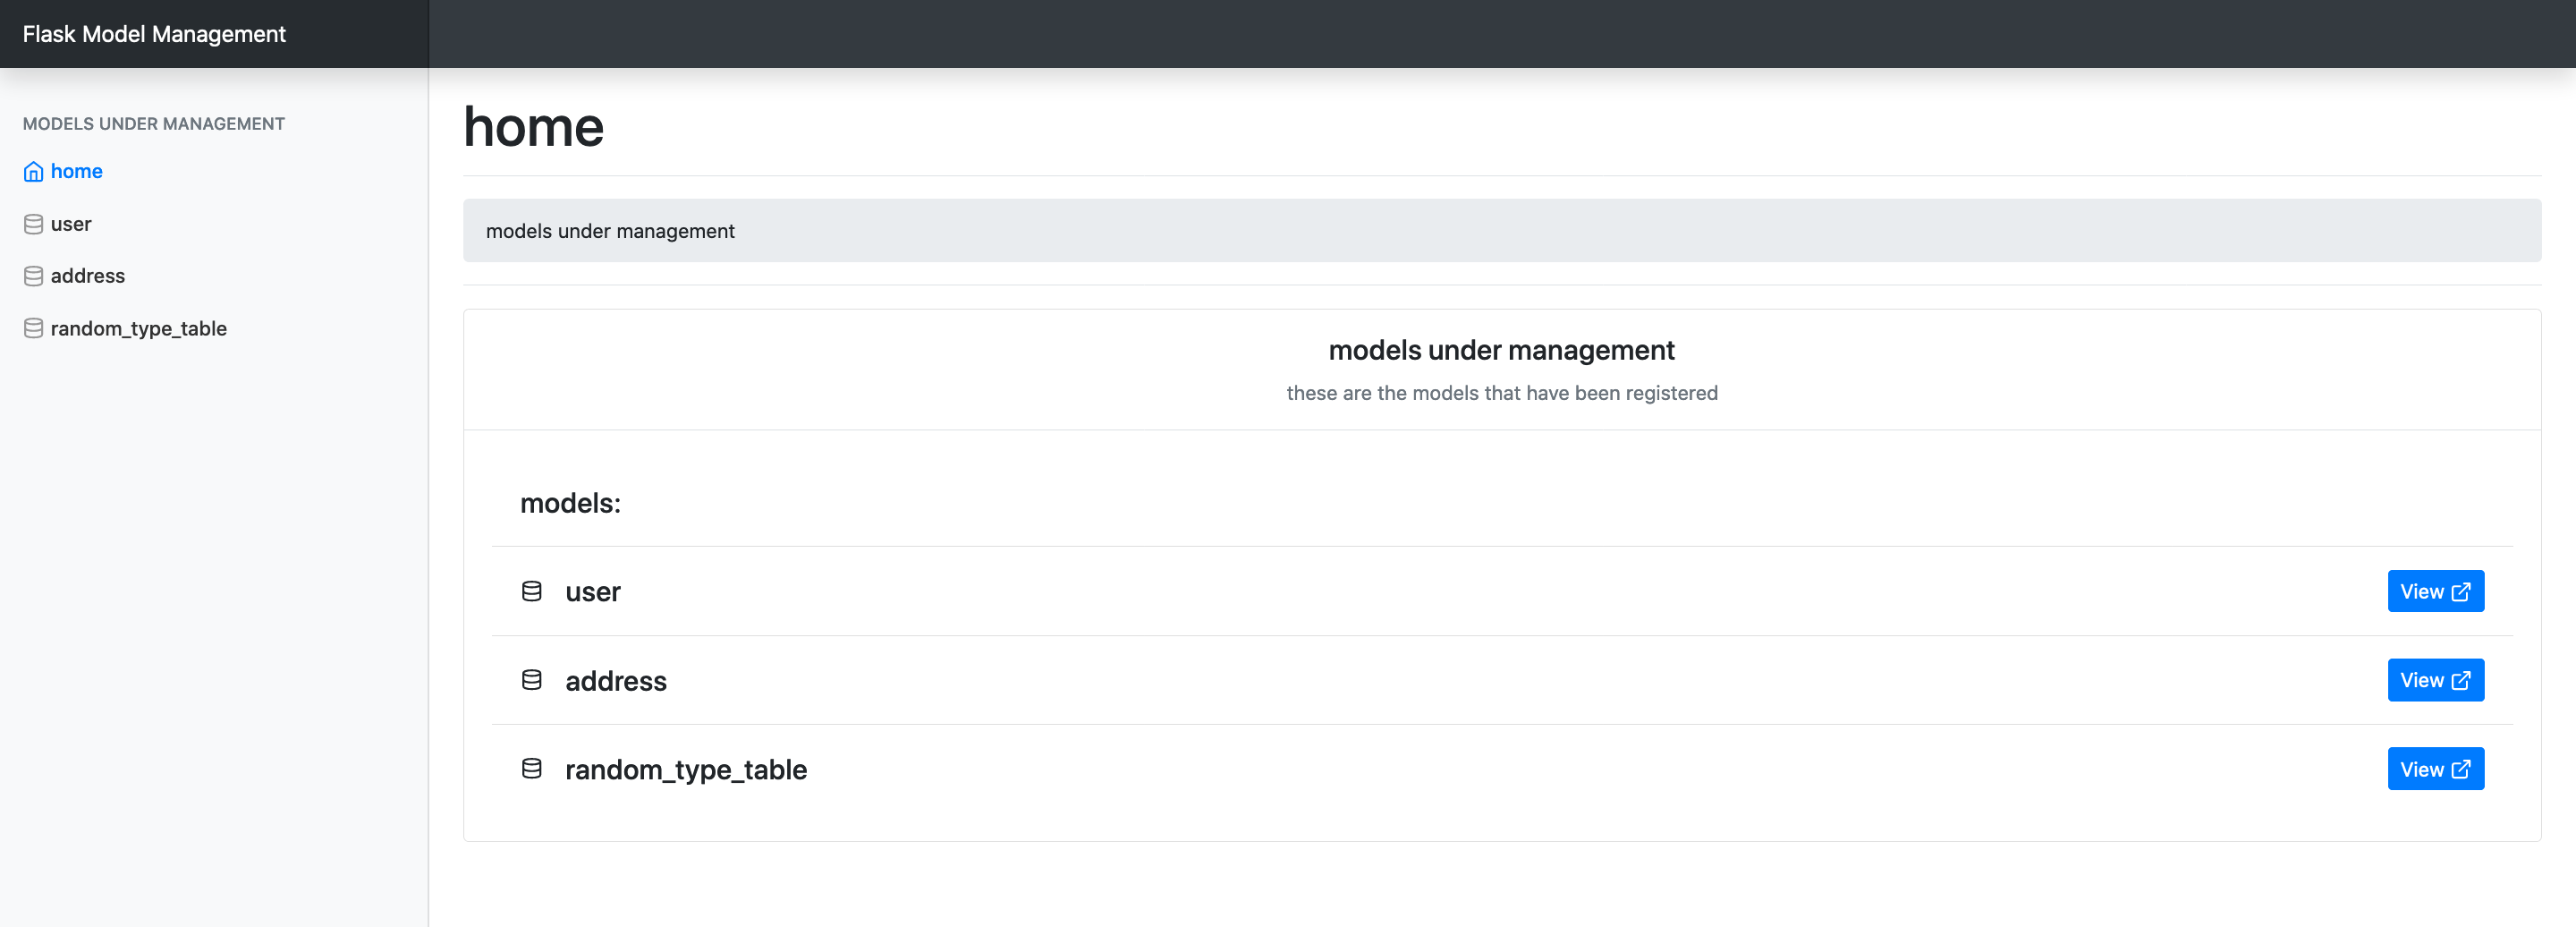 Flask Model Management
MODELS UNDER MANAGEMENT
home
user
address
random_type_table
home
models under management
models under management
these are the models that have been registered
models:
user View
address View
random_type_table View